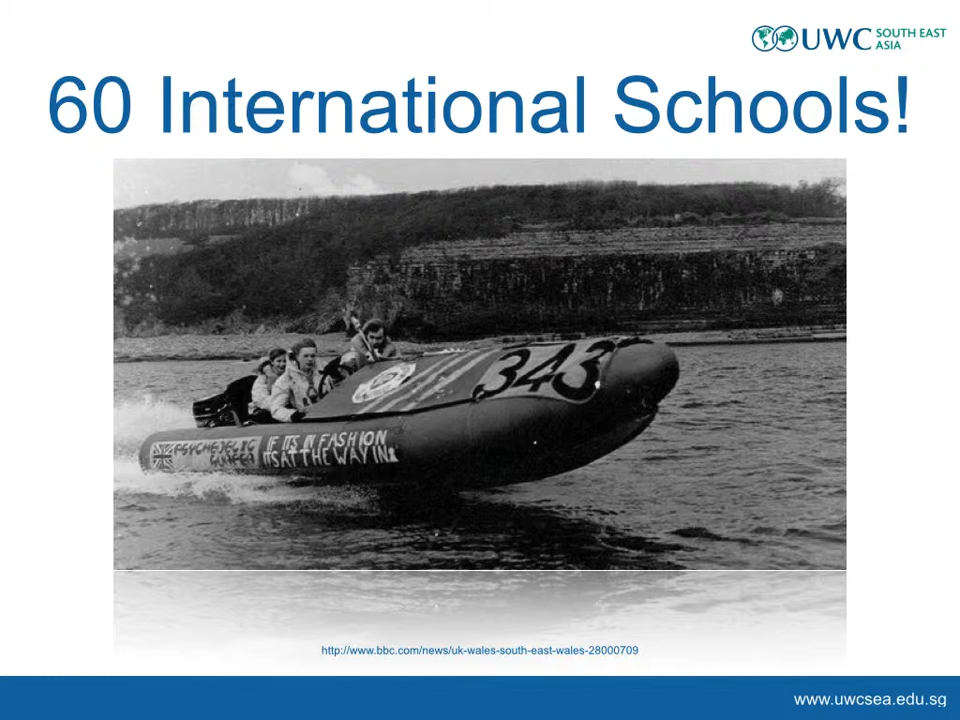 UWC SOUTH EAST
ASIA
60 International Schools!
343
PSYCHEDELIC
IF ITS IN FASHION
ITS AT THE WAY IN
http://www.bbc.com/news/uk-wales-south-east-wales-28000709
www.uwcsea.edu.sg